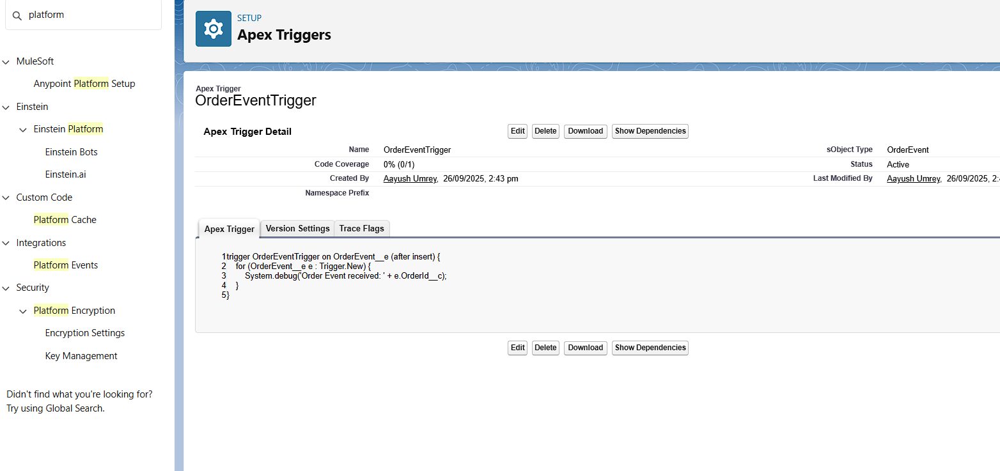 platform
MuleSoft
Anypoint Platform Setup
Einstein
Einstein Platform
Einstein Bots
Einstein.ai
Custom Code
Platform Cache
Integrations
Platform Events
Security
Platform Encryption
Encryption Settings
Key Management
Didn't find what you're looking for?
Try using Global Search.
SETUP
Apex Triggers
Apex Trigger
OrderEventTrigger
Apex Trigger Detail
Edit Delete Download Show Dependencies
Name OrderEventTrigger sObject Type OrderEvent
Code Coverage 0% (0/1) Status Active
Created By Aayush Umrey, 26/09/2025, 2:43 pm Last Modified By Aayush Umrey, 26/09/2025, 2:
Namespace Prefix
Apex Trigger Version Settings Trace Flags
1trigger OrderEventTrigger on OrderEvent__e (after insert) {
2 for (OrderEvent__e e : Trigger.New) {
3 System.debug('Order Event received: ' + e.OrderId__c);
4 }
5}
Edit Delete Download Show Dependencies